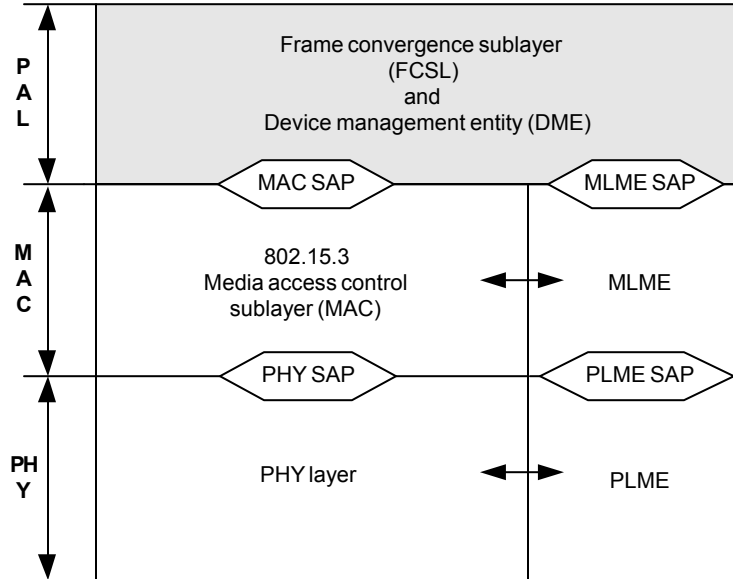 P
A
L
Frame convergence sublayer
(FCSL)
and
Device management entity (DME)
MAC SAP
MLME SAP
M
A
C
802.15.3
Media access control
sublayer (MAC)
MLME
PHY SAP
PLME SAP
PH
Y
PHY layer
PLME